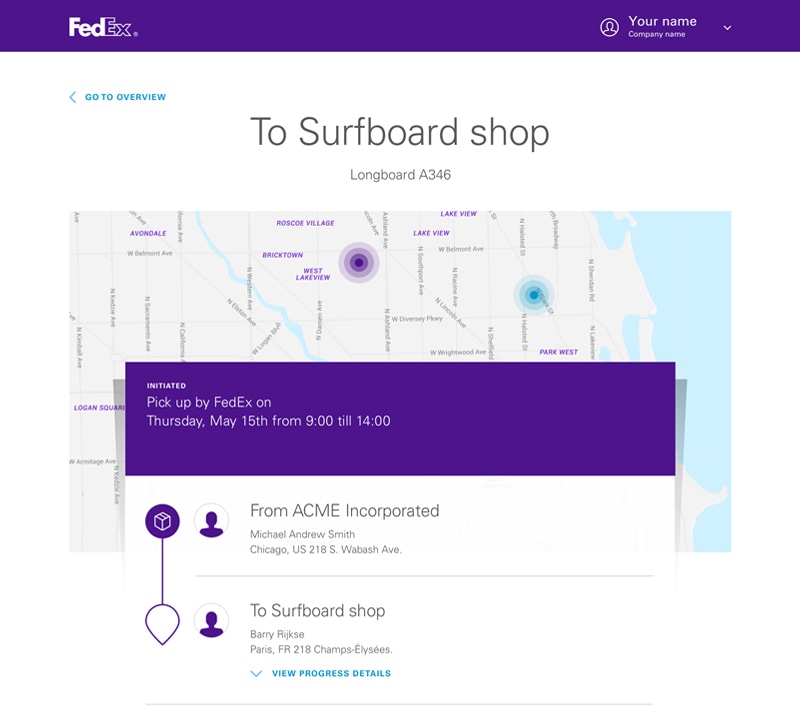 FedEx®
Your name
Company name
GO TO OVERVIEW
To Surfboard shop
Longboard A346
LAKE VIEW
ROSCOE VILLAGE
AVONDALE
LAKE VIEW
W Belmont Ave
W Belmont Ave
BRICKTOWN
WEST
LAKEVIEW
N Kedzie Ave
N Sacramento Ave
N California A
N Western Ave
N Elston Ave
W Logan Blvd
N Damen Ave
Ashland Ave
N Ashland Ave
N Southport Ave
N Racine Ave
N Lincoln Ave
N Halsted St
N Halsted St
N Sheffield
N Sheridan Rd
N Lakeview
N Kimball Ave
W Diversey Pkwy
W Wrightwood Ave
PARK WEST
LOGAN SQUARE
W Armitage Ave
N Kedzie Ave
INITIATED
Pick up by FedEx on
Thursday, May 15th from 9:00 till 14:00
From ACME Incorporated
Michael Andrew Smith
Chicago, US 218 S. Wabash Ave.
To Surfboard shop
Barry Rijkse
Paris, FR 218 Champs-Élysées.
VIEW PROGRESS DETAILS